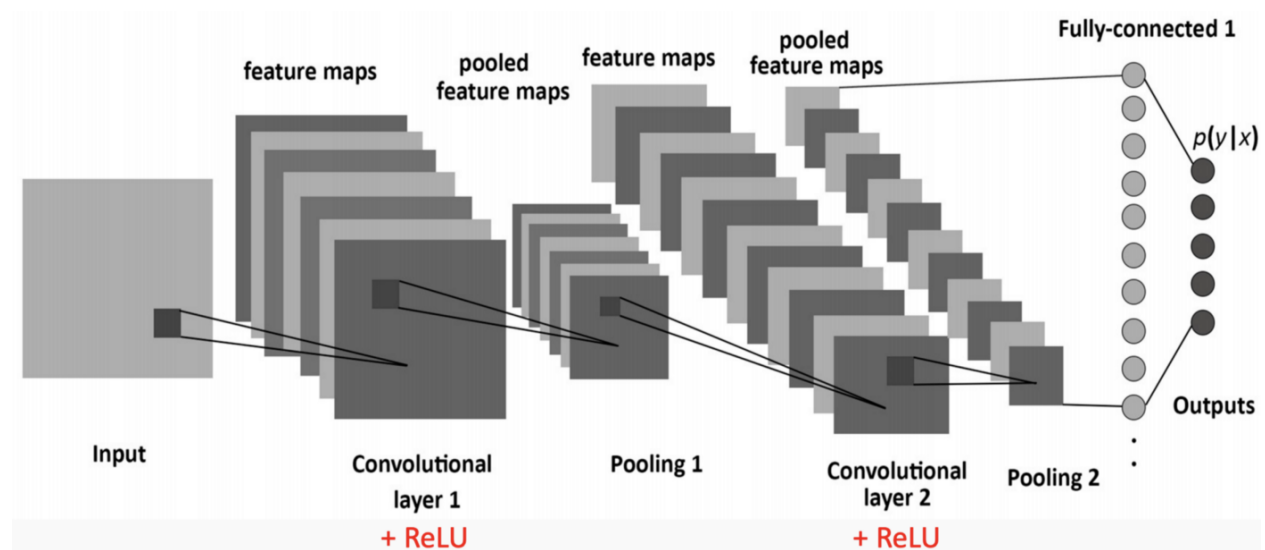 Fully-connected 1
feature maps
pooled
feature maps
feature maps
pooled
feature maps
p(y|x)
Input
Convolutional
layer 1
+ ReLU
Pooling 1
Convolutional
layer 2
+ ReLU
Pooling 2
Outputs